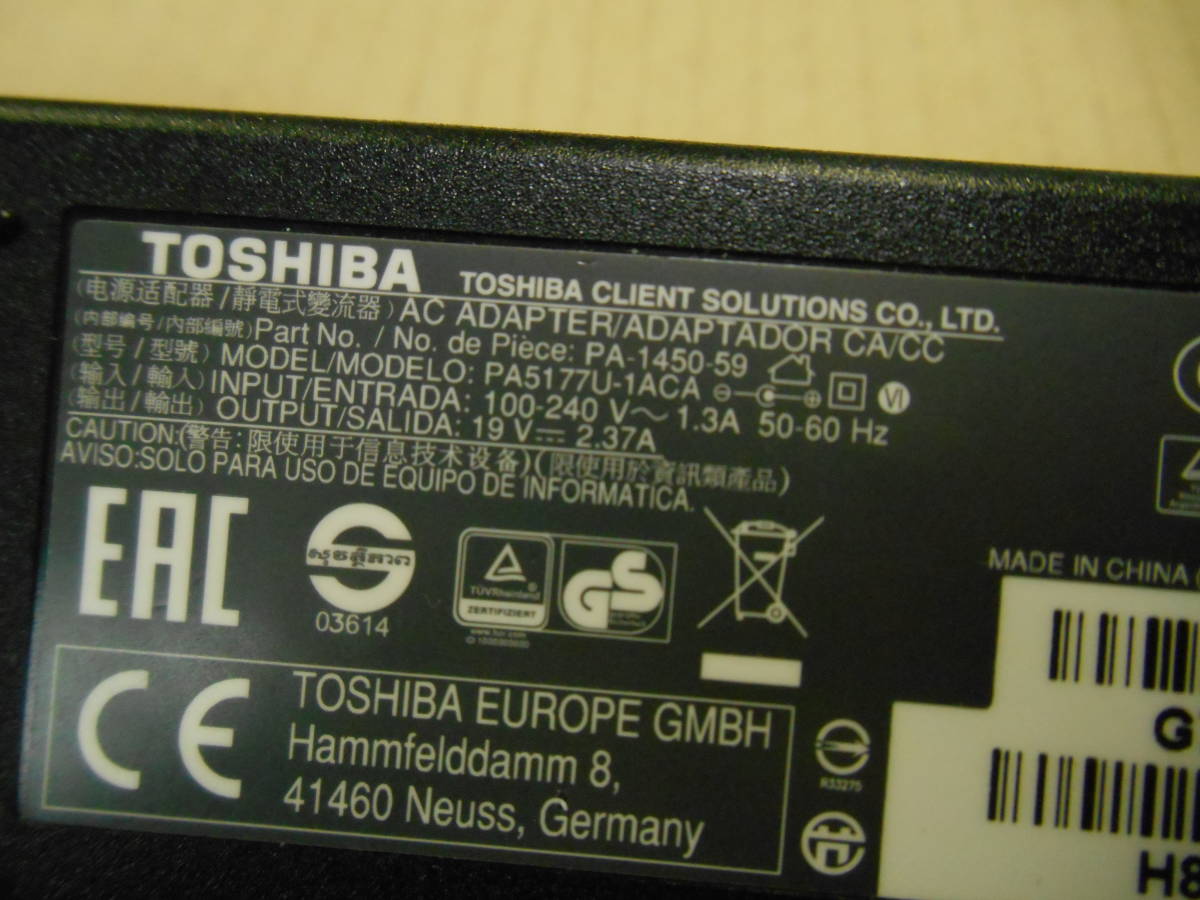 TOSHIBA TOSHIBA CLIENT SOLUTIONS CO., LTD.
(电源适配器/靜電式變流器) AC ADAPTER/ADAPTADOR CA/CC
(内部编号/内部編號) Part No. / No. de Pièce: PA-1450-59
(型号/型號) MODEL/MODELO: PA5177U-1ACA
(输入/輸入) INPUT/ENTRADA: 100-240 V～ 1.3A 50-60 Hz
(输出/輸出) OUTPUT/SALIDA: 19 V⎓ 2.37A
CAUTION:(警告:限使用于信息技术设备)(限使用於資訊類產品)
AVISO:SOLO PARA USO DE EQUIPO DE INFORMATICA.
VI
EAC
03614
TÜVRheinland
ZERTIFIZIERT
GS
MADE IN CHINA
CE
TOSHIBA EUROPE GMBH
Hammfelddamm 8,
41460 Neuss, Germany
R33275
G
H8